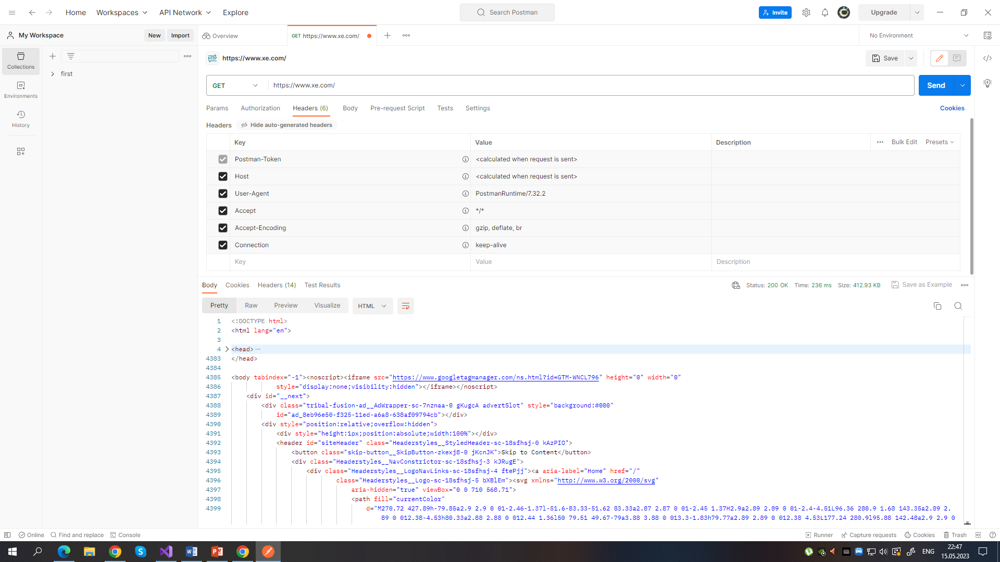 Home Workspaces API Network Explore Search Postman Invite Upgrade
My Workspace New Import Overview GET https://www.xe.com/ No Environment
HTTP https://www.xe.com/ Save
Collections
first
GET https://www.xe.com/ Send
Environments
Params Authorization Headers (6) Body Pre-request Script Tests Settings Cookies
History
Headers Hide auto-generated headers
Key Value Description Bulk Edit Presets
Postman-Token <calculated when request is sent>
Host <calculated when request is sent>
User-Agent PostmanRuntime/7.32.2
Accept */*
Accept-Encoding gzip, deflate, br
Connection keep-alive
Key Value Description
Body Cookies Headers (14) Test Results Status: 200 OK Time: 236 ms Size: 412.93 KB Save as Example
Pretty Raw Preview Visualize HTML
1 <!DOCTYPE html>
2 <html lang="en">
3
4 <head>···
4383 </head>
4384
4385 <body tabindex="-1"><noscript><iframe src="https://www.googletagmanager.com/ns.html?id=GTM-WNCL796" height="0" width="0"
4386 style="display:none;visibility:hidden"></iframe></noscript>
4387 <div id="__next">
4388 <div class="tribal-fusion-ad__AdWrapper-sc-7nznaa-0 gKugcA advertSlot" style="background:#000"
4389 id="ad_8eb96e50-f325-11ed-a6a8-638af09794cb"></div>
4390 <div style="position:relative;overflow:hidden">
4391 <div style="height:1px;position:absolute;width:100%"></div>
4392 <header id="siteHeader" class="Headerstyles__StyledHeader-sc-18sfhsj-0 kAzPIO">
4393 <button class="skip-button__SkipButton-zkexj8-0 jKcnJK">Skip to Content</button>
4394 <div class="Headerstyles__NavConstrictor-sc-18sfhsj-3 kJRugE">
4395 <div class="Headerstyles__LogoNavLinks-sc-18sfhsj-4 ftePjj"><a aria-label="Home" href="/"
4396 class="Headerstyles__Logo-sc-18sfhsj-5 bXBlEm"><svg xmlns="http://www.w3.org/2000/svg"
4397 aria-hidden="true" viewBox="0 0 710 568.71">
4398 <path fill="currentColor"
4399 d="M270.72 427.89h-79.85a2.9 2.9 0 01-2.46-1.37l-51.6-83.33-51.62 83.33a2.87 2.87 0 01-2.45 1.37H2.9a2.89 2.89 0 01-2.4-4.51L96.36 280.9 1.68 143.35a2.89 2.
89 0 012.38-4.53h80.33a2.88 2.88 0 012.44 1.36l50 79.51 49.67-79a3.88 3.88 0 013.3-1.83h79.77a2.89 2.89 0 012.38 4.53L177.24 280.9l95.88 142.48a2.9 2.9 0
Online Find and replace Console Runner Capture requests Cookies Trash
ENG 22:47
15.05.2023